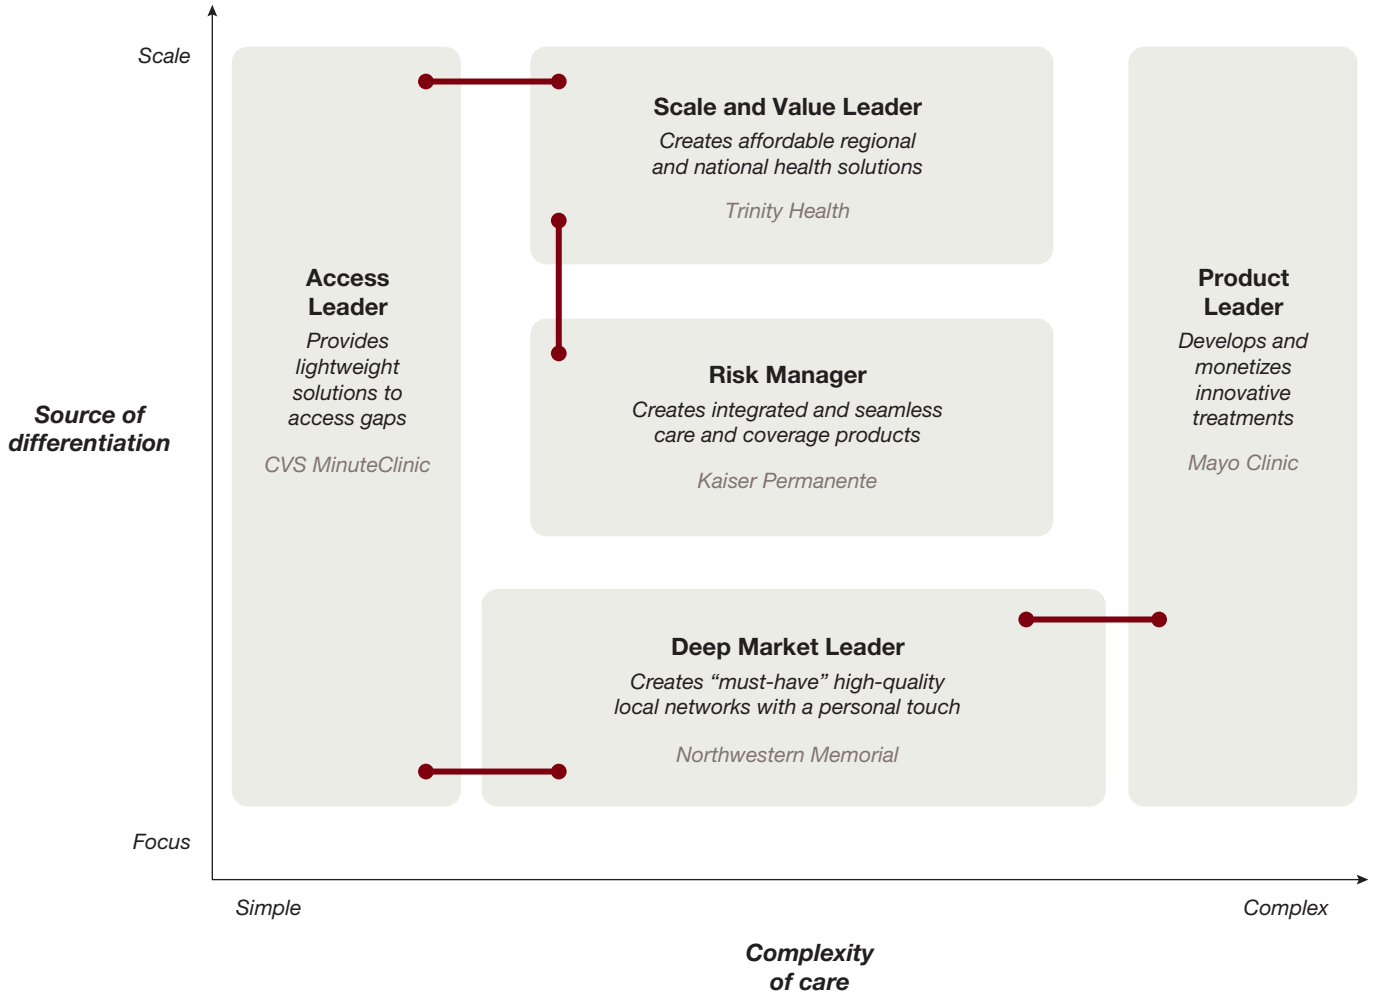 Scale
Scale and Value Leader
Creates affordable regional
and national health solutions
Trinity Health
Access
Leader
Provides
lightweight
solutions to
access gaps
CVS MinuteClinic
Product
Leader
Develops and
monetizes
innovative
treatments
Mayo Clinic
Risk Manager
Creates integrated and seamless
care and coverage products
Kaiser Permanente
Source of
differentiation
Deep Market Leader
Creates “must-have” high-quality
local networks with a personal touch
Northwestern Memorial
Focus
Simple
Complex
Complexity
of care